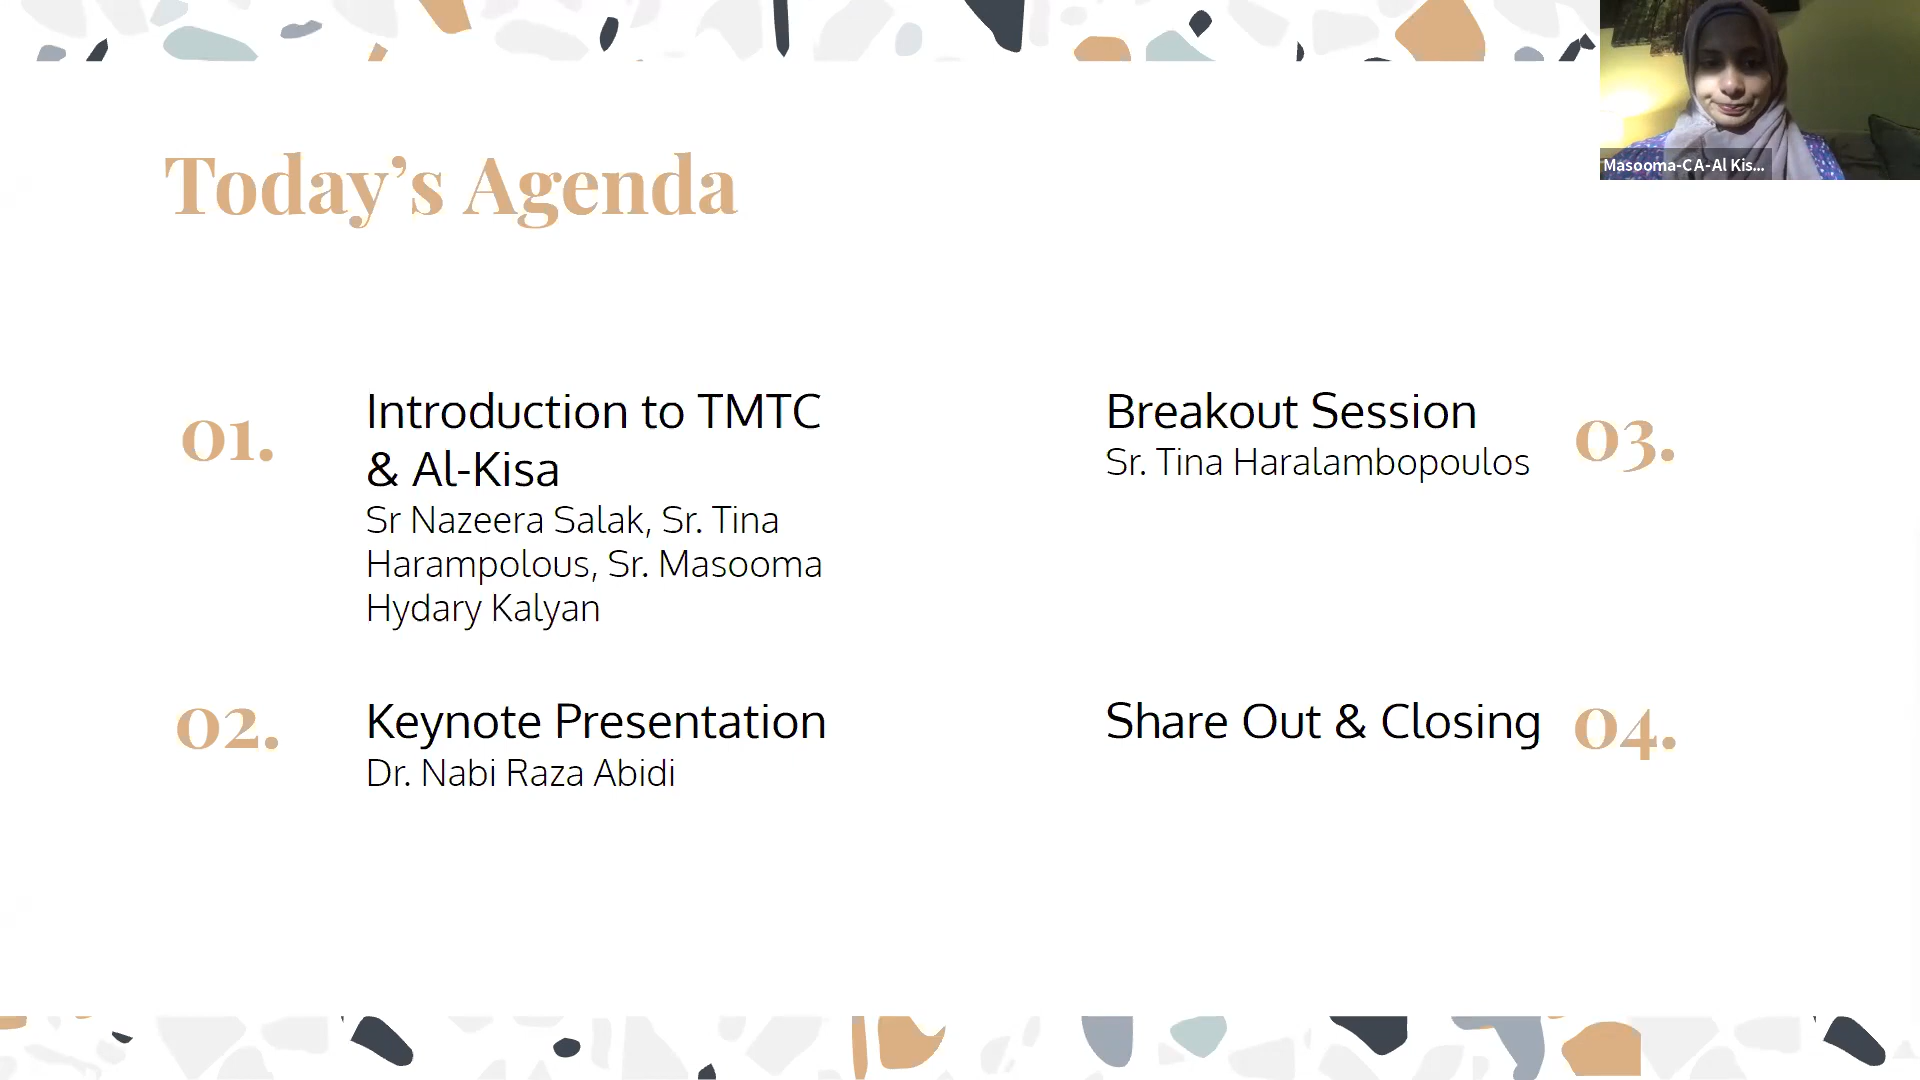 Today's Agenda
01.
Introduction to TMTC
& Al-Kisa
Sr Nazeera Salak, Sr. Tina
Harampolous, Sr. Masooma
Hydary Kalyan
02.
Keynote Presentation
Dr. Nabi Raza Abidi
Breakout Session
Sr. Tina Haralambopoulos
03.
Share Out & Closing
04.
Masooma-CA-Al Kis...